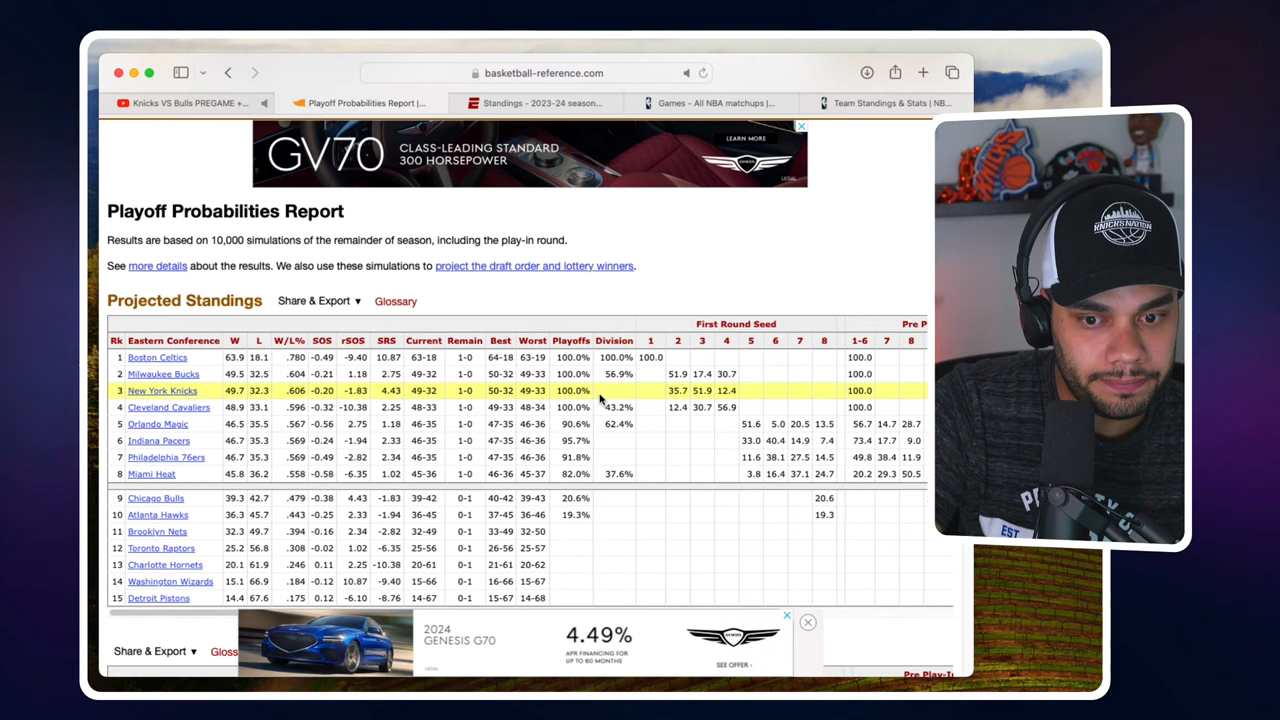 basketball-reference.com
Knicks VS Bulls PREGAME +...
Playoff Probabilities Report |...
Standings - 2023-24 season...
Games - All NBA matchups |...
Team Standings & Stats | NB...
GV70
CLASS-LEADING STANDARD
300 HORSEPOWER
LEARN MORE
LEGAL
Playoff Probabilities Report
Results are based on 10,000 simulations of the remainder of season, including the play-in round.
See more details about the results. We also use these simulations to project the draft order and lottery winners.
Projected Standings Share & Export ▼ Glossary
First Round Seed Pre P
Rk Eastern Conference W L W/L% SOS rSOS SRS Current Remain Best Worst Playoffs Division 1 2 3 4 5 6 7 8 1-6 7 8
1 Boston Celtics 63.9 18.1 .780 -0.49 -9.40 10.87 63-18 1-0 64-18 63-19 100.0% 100.0% 100.0 100.0
2 Milwaukee Bucks 49.5 32.5 .604 -0.21 1.18 2.75 49-32 1-0 50-32 49-33 100.0% 56.9% 51.9 17.4 30.7 100.0
3 New York Knicks 49.7 32.3 .606 -0.20 -1.83 4.43 49-32 1-0 50-32 49-33 100.0% 35.7 51.9 12.4 100.0
4 Cleveland Cavaliers 48.9 33.1 .596 -0.32 -10.38 2.25 48-33 1-0 49-33 48-34 100.0% 43.2% 12.4 30.7 56.9 100.0
5 Orlando Magic 46.5 35.5 .567 -0.56 2.75 1.18 46-35 1-0 47-35 46-36 90.6% 62.4% 51.6 5.0 20.5 13.5 56.7 14.7 28.7
6 Indiana Pacers 46.7 35.3 .569 -0.24 -1.94 2.33 46-35 1-0 47-35 46-36 95.7% 33.0 40.4 14.9 7.4 73.4 17.7 9.0
7 Philadelphia 76ers 46.7 35.3 .569 -0.49 -2.82 2.34 46-35 1-0 47-35 46-36 91.8% 11.6 38.1 27.5 14.5 49.8 38.4 11.9
8 Miami Heat 45.8 36.2 .558 -0.58 -6.35 1.02 45-36 1-0 46-36 45-37 82.0% 37.6% 3.8 16.4 37.1 24.7 20.2 29.3 50.5
9 Chicago Bulls 39.3 42.7 .479 -0.38 4.43 -1.83 39-42 0-1 40-42 39-43 20.6% 20.6
10 Atlanta Hawks 36.3 45.7 .443 -0.25 2.33 -1.94 36-45 0-1 37-45 36-46 19.3% 19.3
11 Brooklyn Nets 32.3 49.7 .394 -0.34 2.34 -2.82 32-49 0-1 33-49 32-50
12 Toronto Raptors 25.2 56.8 .308 -0.02 1.02 -6.35 25-56 0-1 26-56 25-57
13 Charlotte Hornets 20.1 61.9 .246 0.11 2.25 -10.38 20-61 0-1 21-61 20-62
14 Washington Wizards 15.1 66.9 .184 -0.12 10.87 -9.40 15-66 0-1 16-66 15-67
15 Detroit Pistons 14.4 67.6 .175 0.12 -6.10 -8.76 14-67 0-1 15-67 14-68
2024
GENESIS G70
LEGAL
4.49%
APR FINANCING FOR
UP TO 60 MONTHS
SEE OFFER ›
Share & Export ▼ Gloss
Pre Play-I
KNICKS
KNICKSNATION
EST